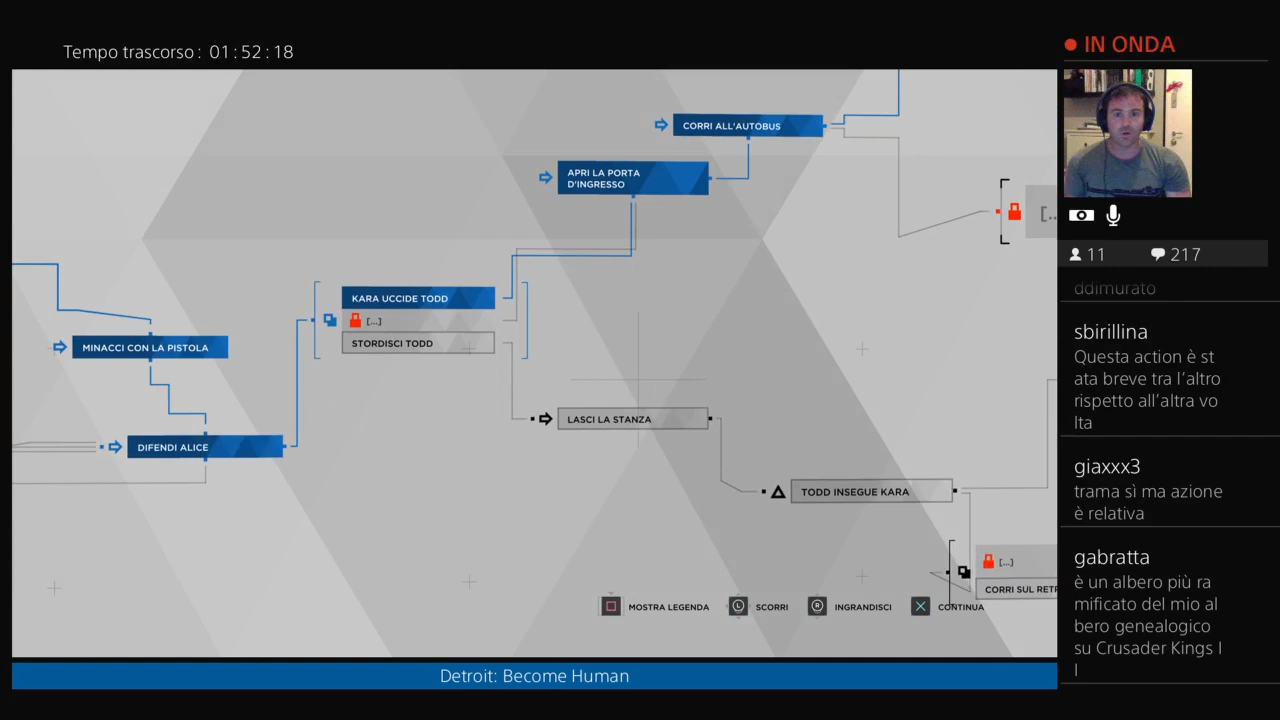 Tempo trascorso : 01 : 52 : 18
IN ONDA
CORRI ALL'AUTOBUS
APRI LA PORTA
D'INGRESSO
[...
KARA UCCIDE TODD
[...]
STORDISCI TODD
MINACCI CON LA PISTOLA
DIFENDI ALICE
LASCI LA STANZA
TODD INSEGUE KARA
[...]
CORRI SUL RETR
MOSTRA LEGENDA
L
SCORRI
R
INGRANDISCI
CONTINUA
Detroit: Become Human
11
217
ddimurato
sbirillina
Questa action è st
ata breve tra l'altro
rispetto all'altra vo
lta
giaxxx3
trama sì ma azione
è relativa
gabratta
è un albero più ra
mificato del mio al
bero genealogico
su Crusader Kings I
I